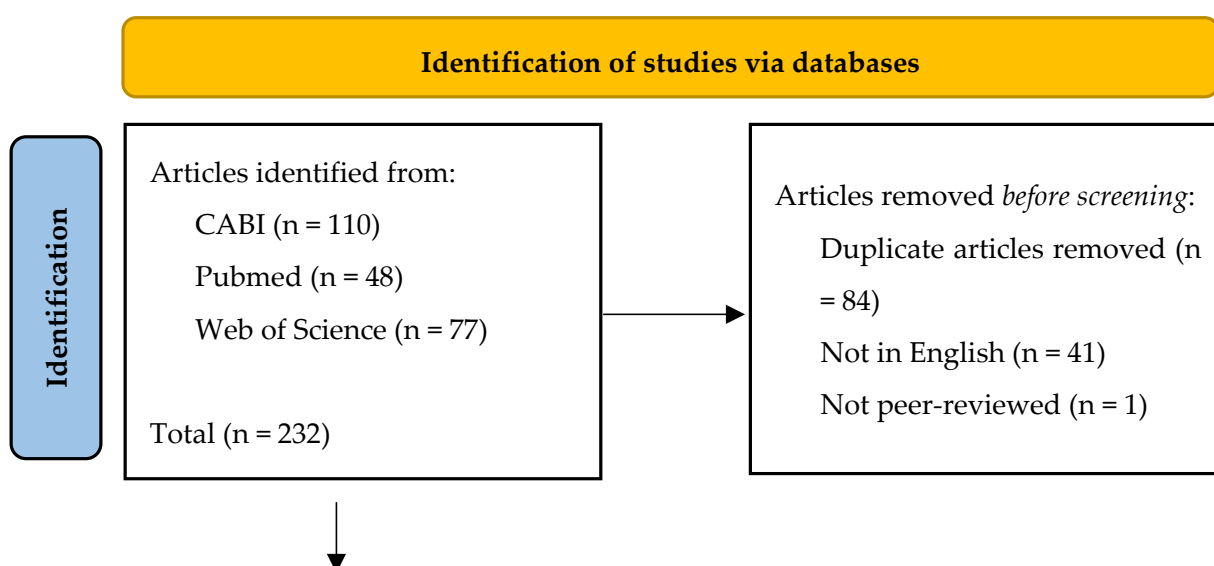 Identification of studies via databases
Identification
Articles identified from:
CABI (n = 110)
Pubmed (n = 48)
Web of Science (n = 77)
Total (n = 232)
Articles removed before screening:
Duplicate articles removed (n
= 84)
Not in English (n = 41)
Not peer-reviewed (n = 1)